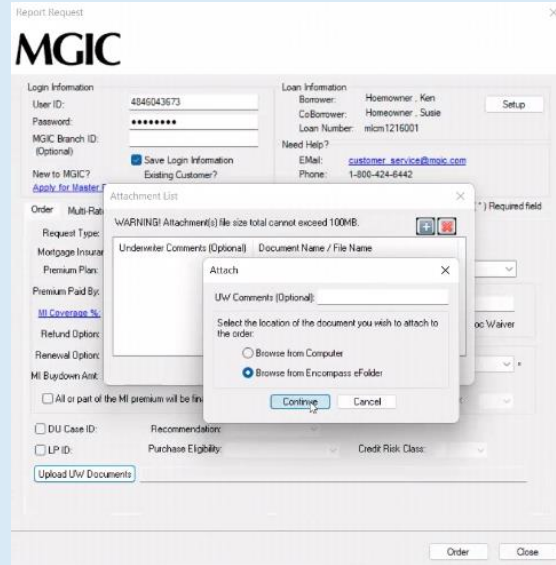 Report Request
MGIC
Login Information
User ID: 4846043673
Password: ••••••••
MGIC Branch ID:
(Optional)
Save Login Information
New to MGIC? Existing Customer?
Apply for Master
Loan Information
Borrower: Hoemowner , Ken
CoBorrower: Homeowner , Susie
Loan Number: micm1216001
Setup
Need Help?
EMail: customer_service@mgic.com
Phone: 1-800-424-6442
Attachment List
WARNING! Attachment(s) file size total cannot exceed 100MB.
Underwriter Comments (Optional) Document Name / File Name
Attach
UW Comments (Optional):
Select the location of the document you wish to attach to
the order:
Browse from Computer
Browse from Encompass eFolder
Continue Cancel
Order Multi-Rat
*) Required field
Request Type:
Mortgage Insuran
Premium Plan:
Premium Paid By:
MI Coverage %:
oc Waiver
Refund Option:
Renewal Option:
MI Buydown Amt:
All or part of the MI premium will be fin
DU Case ID: Recommendation:
LP ID: Purchase Eligibility: Credit Risk Class:
Upload UW Documents
Order Close